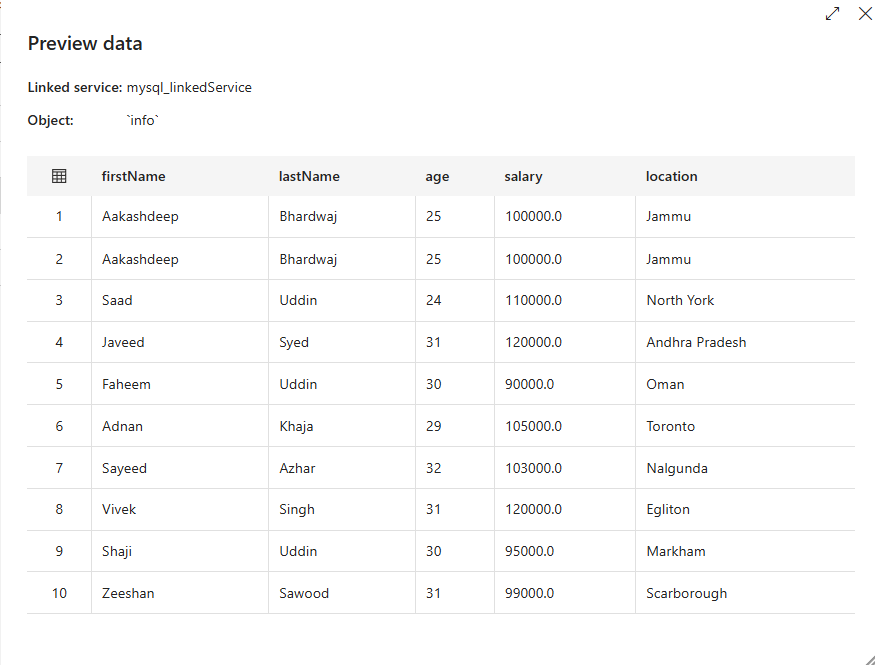 Preview data
Linked service: mysql_linkedService
Object: `info`
firstName lastName age salary location
1 Aakashdeep Bhardwaj 25 100000.0 Jammu
2 Aakashdeep Bhardwaj 25 100000.0 Jammu
3 Saad Uddin 24 110000.0 North York
4 Javeed Syed 31 120000.0 Andhra Pradesh
5 Faheem Uddin 30 90000.0 Oman
6 Adnan Khaja 29 105000.0 Toronto
7 Sayeed Azhar 32 103000.0 Nalgunda
8 Vivek Singh 31 120000.0 Egliton
9 Shaji Uddin 30 95000.0 Markham
10 Zeeshan Sawood 31 99000.0 Scarborough